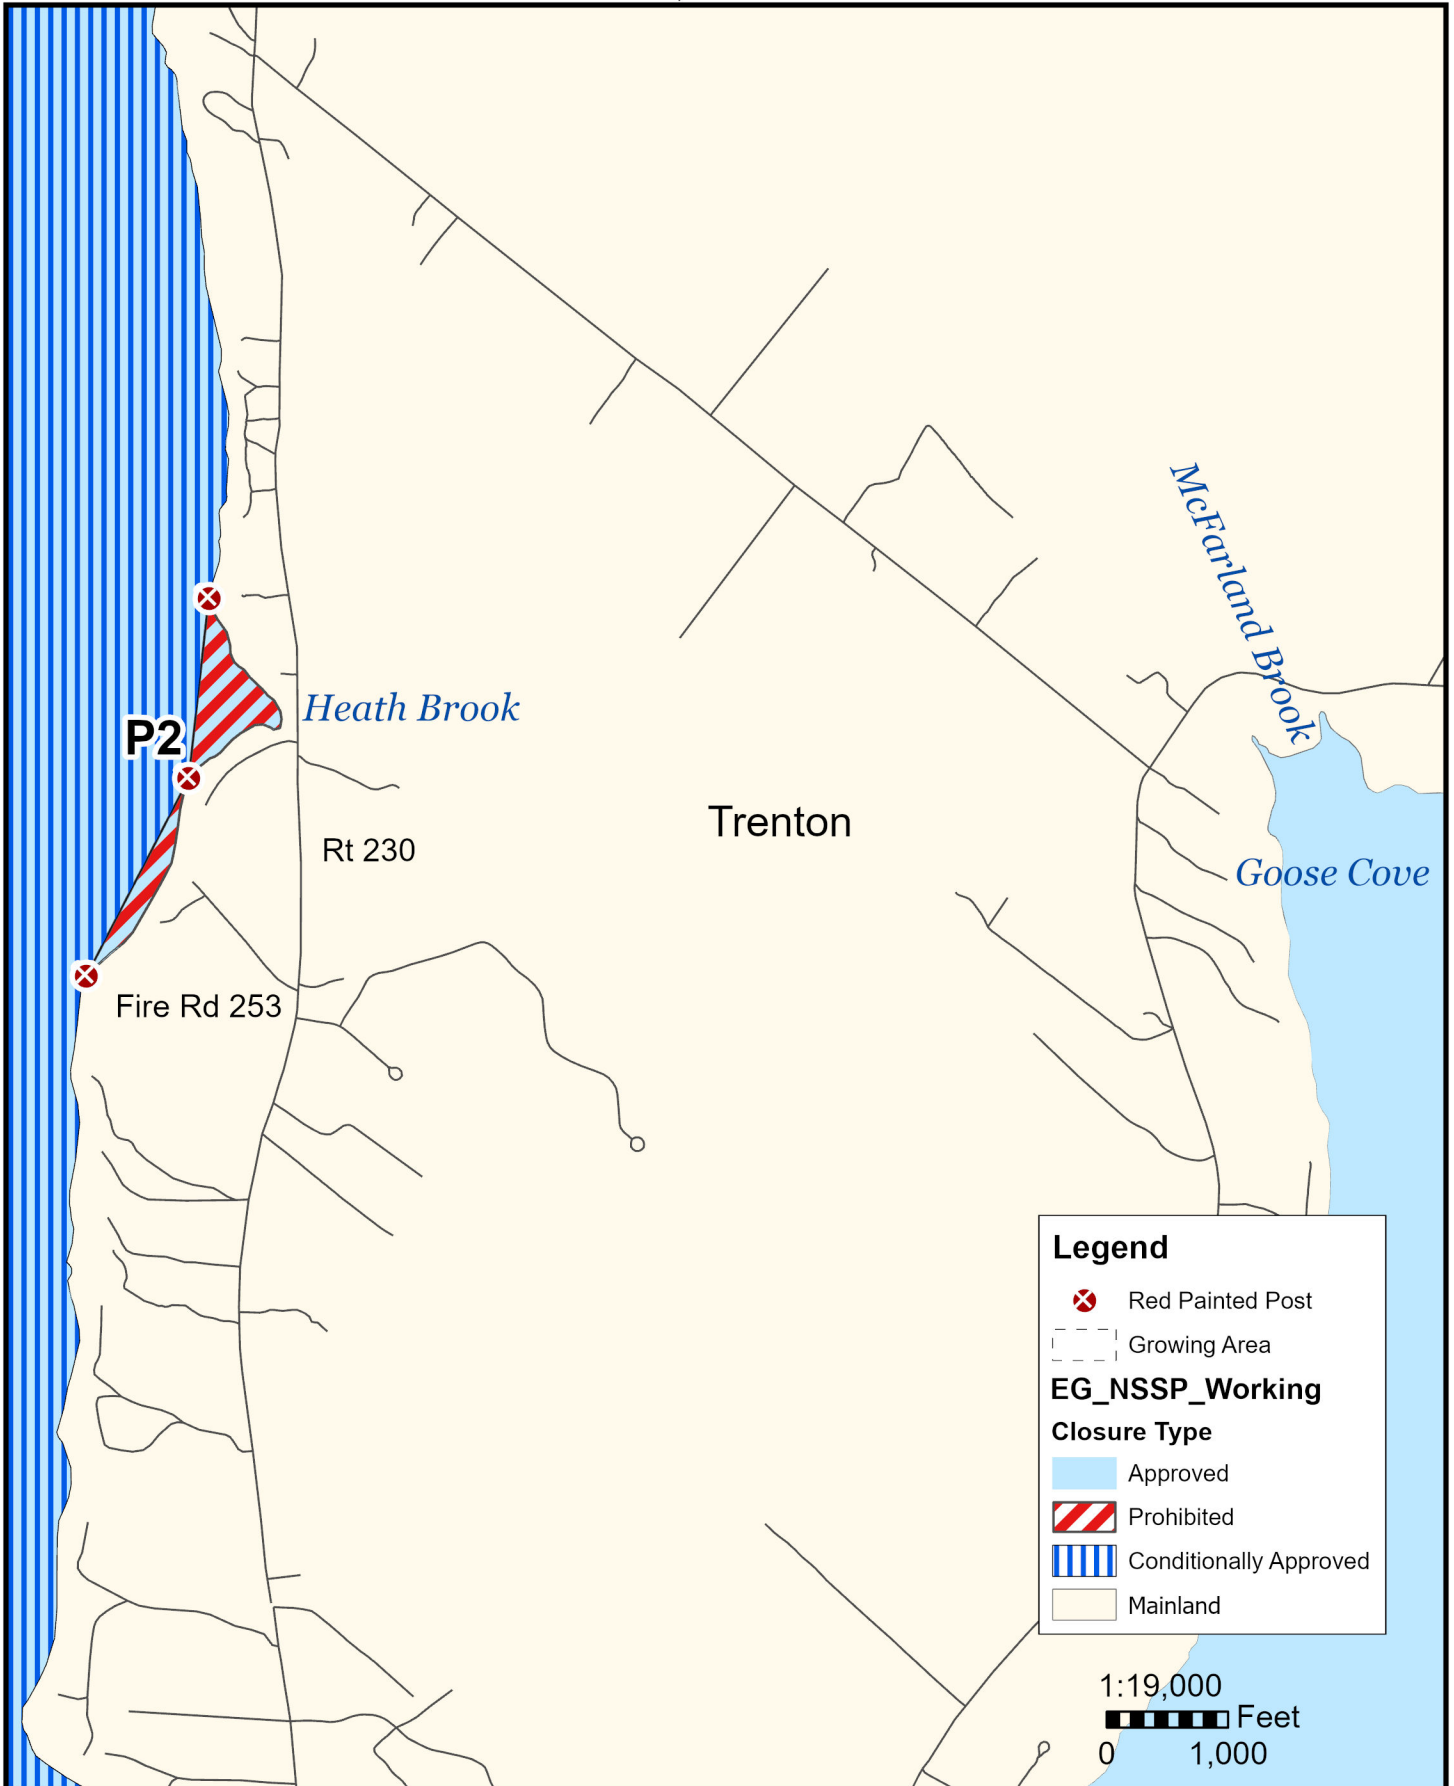 McFarland Brook
Heath Brook
P2
Trenton
Rt 230
Goose Cove
Fire Rd 253
Legend
Red Painted Post
Growing Area
EG_NSSP_Working
Closure Type
Approved
Prohibited
Conditionally Approved
Mainland
1:19,000
Feet
0 1,000